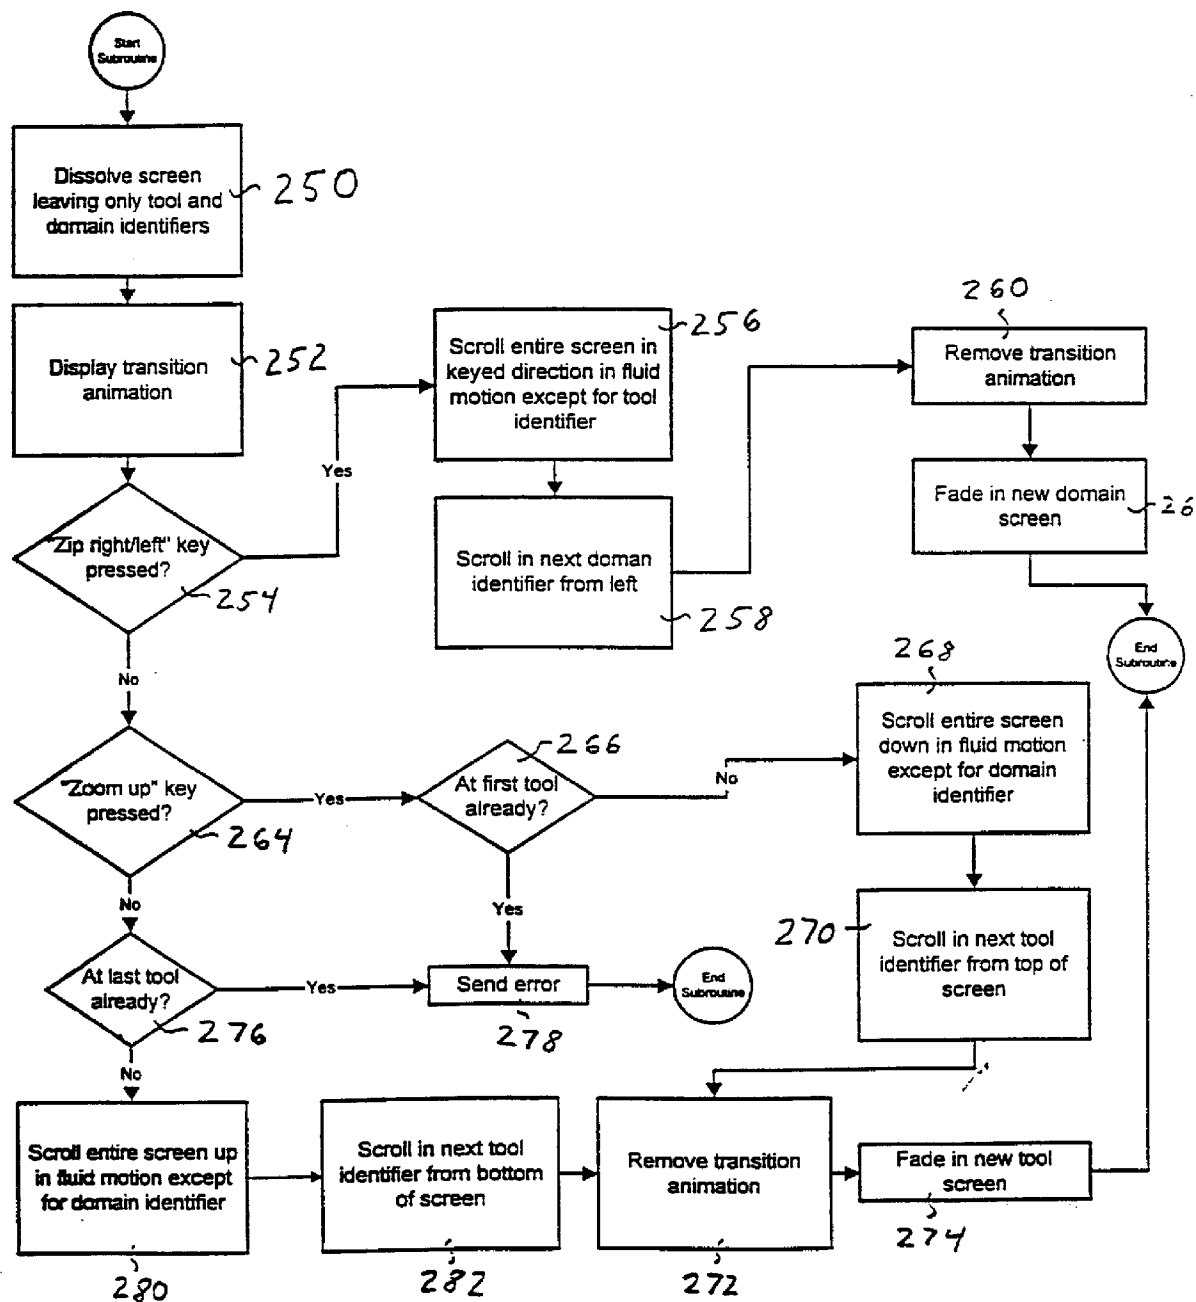 Start
Subroutine
Dissolve screen
leaving only tool and
domain identifiers
250
Display transition
animation
252
"Zip right/left" key
pressed?
254
Yes
Scroll entire screen in
keyed direction in fluid
motion except for tool
identifier
256
Scroll in next doman
identifier from left
258
260
Remove transition
animation
Fade in new domain
screen
26
End
Subroutine
No
"Zoom up" key
pressed?
264
Yes
At first tool
already?
266
No
268
Scroll entire screen
down in fluid motion
except for domain
identifier
270
Scroll in next tool
identifier from top of
screen
Yes
No
At last tool
already?
276
Yes
Send error
278
End
Subroutine
No
Scroll entire screen up
in fluid motion except
for domain identifier
280
Scroll in next tool
identifier from bottom
of screen
282
Remove transition
animation
272
Fade in new tool
screen
274